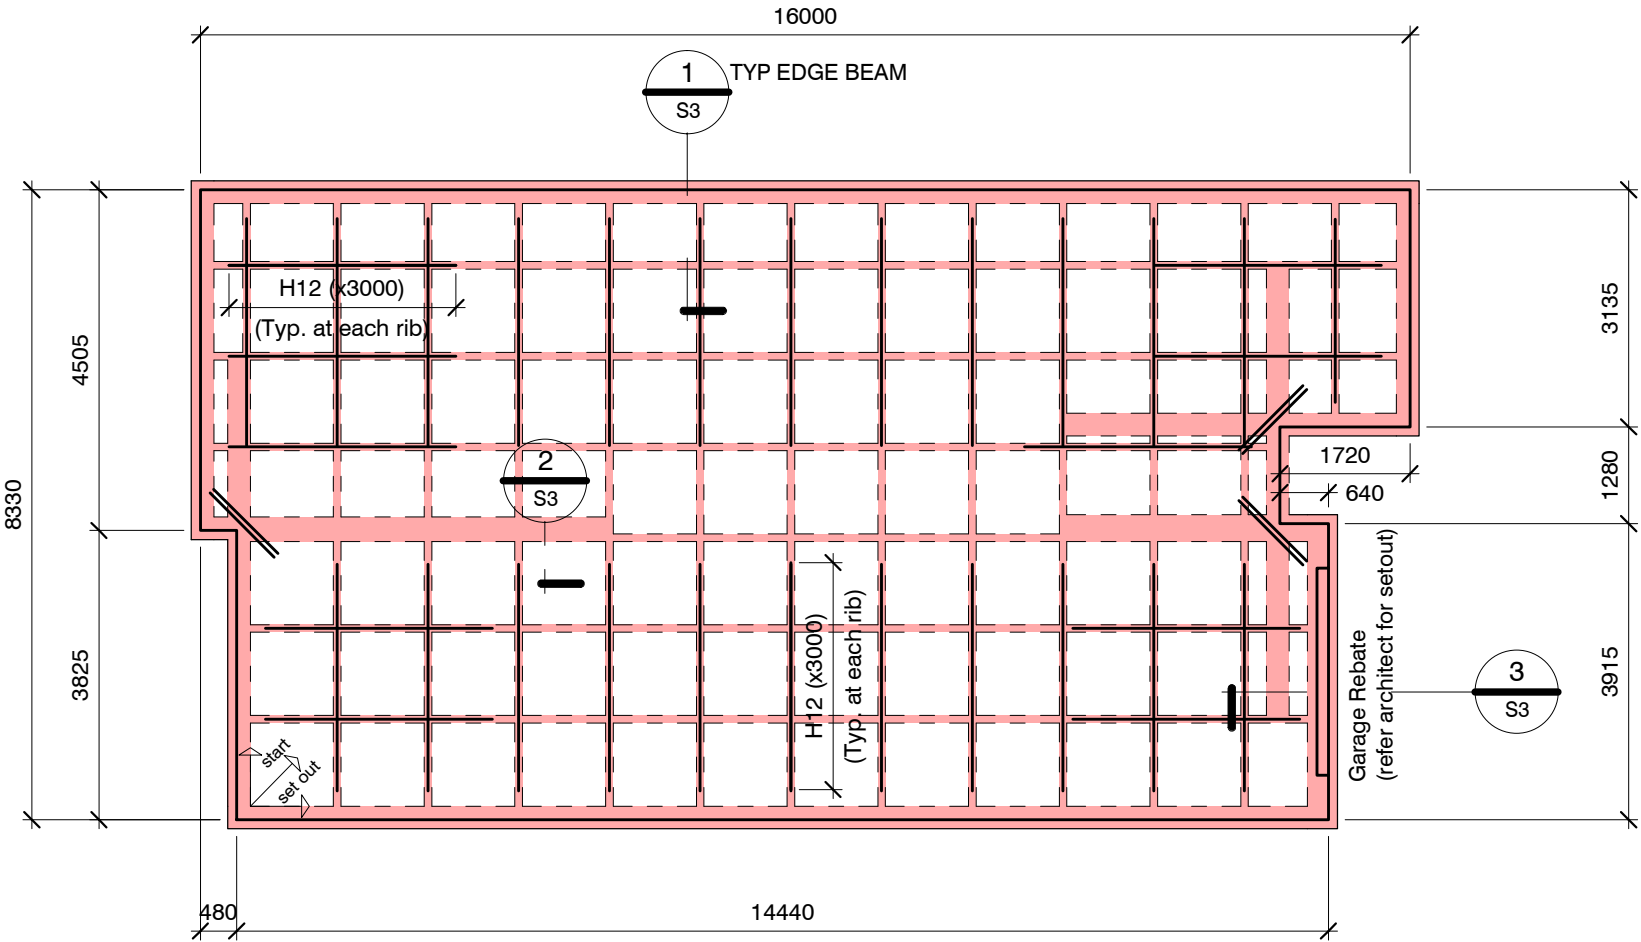 16000
1
TYP EDGE BEAM
S3
H12 (x3000)
(Typ. at each rib)
4505
8330
3825
3135
1720
640
1280
3915
2
S3
H12 (x3000)
(Typ. at each rib)
Garage Rebate
(refer architect for setout)
3
S3
start
set out
480
14440